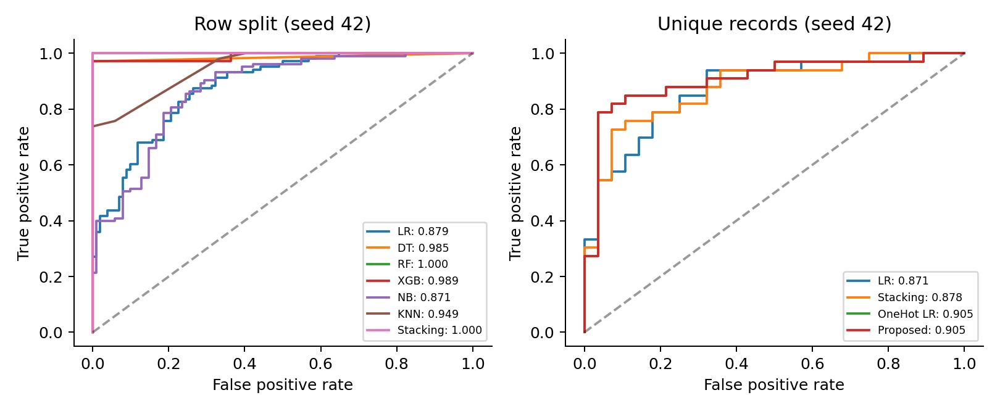 Row split (seed 42)
True positive rate
1.0
0.8
0.6
0.4
0.2
0.0
LR: 0.879
DT: 0.985
RF: 1.000
XGB: 0.989
NB: 0.871
KNN: 0.949
Stacking: 1.000
0.0 0.2 0.4 0.6 0.8 1.0
False positive rate
Unique records (seed 42)
True positive rate
1.0
0.8
0.6
0.4
0.2
0.0
LR: 0.871
Stacking: 0.878
OneHot LR: 0.905
Proposed: 0.905
0.0 0.2 0.4 0.6 0.8 1.0
False positive rate